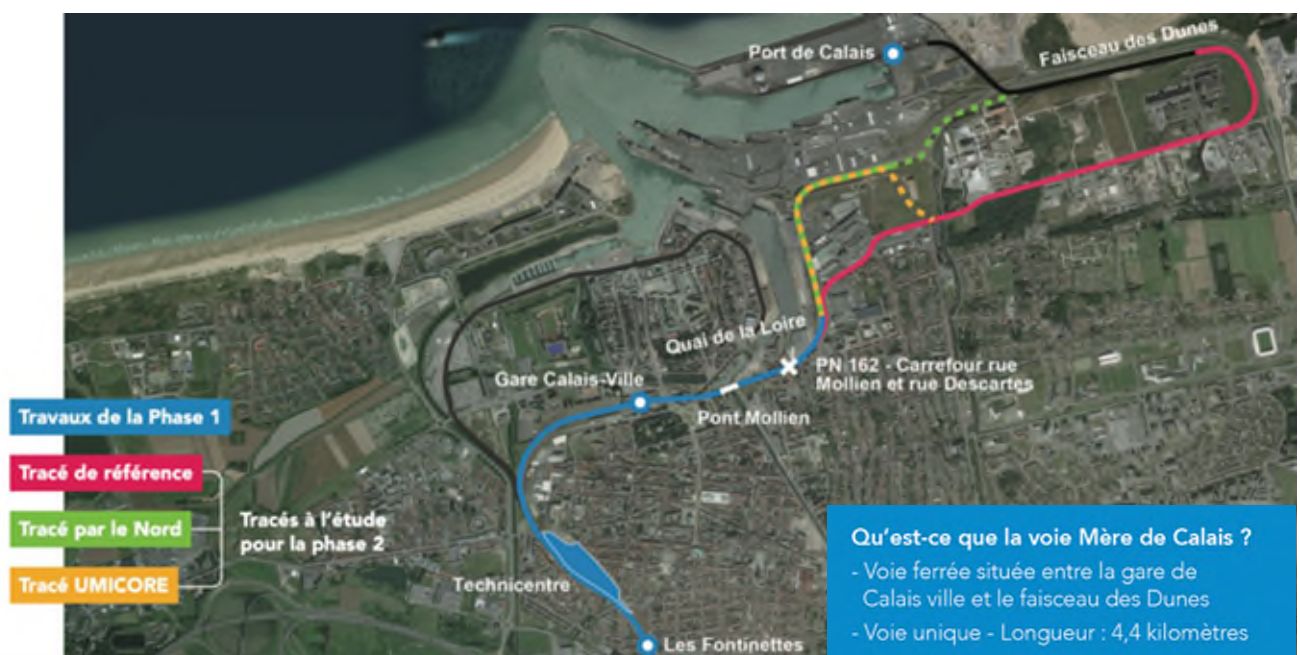 Port de Calais
Faisceau des Dunes
Quai de la Loire
PN 162 - Carrefour rue
Mollien et rue Descartes
Gare Calais-Ville
Pont Mollien
Travaux de la Phase 1
Tracé de référence
Tracé par le Nord
Tracé UMICORE
Tracés à l'étude
pour la phase 2
Technicentre
Les Fontinettes
Qu'est-ce que la voie Mère de Calais ?
- Voie ferrée située entre la gare de
Calais ville et le faisceau des Dunes
- Voie unique - Longueur : 4,4 kilomètres